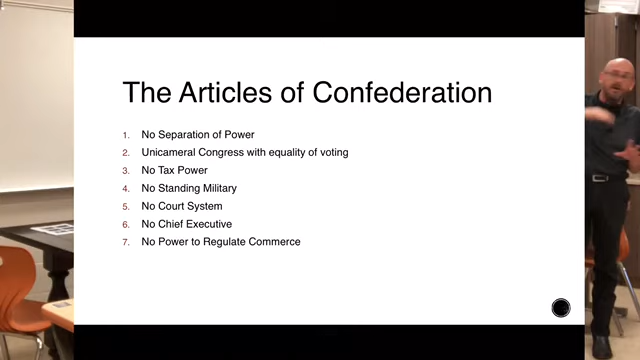 The Articles of Confederation
1. No Separation of Power
2. Unicameral Congress with equality of voting
3. No Tax Power
4. No Standing Military
5. No Court System
6. No Chief Executive
7. No Power to Regulate Commerce